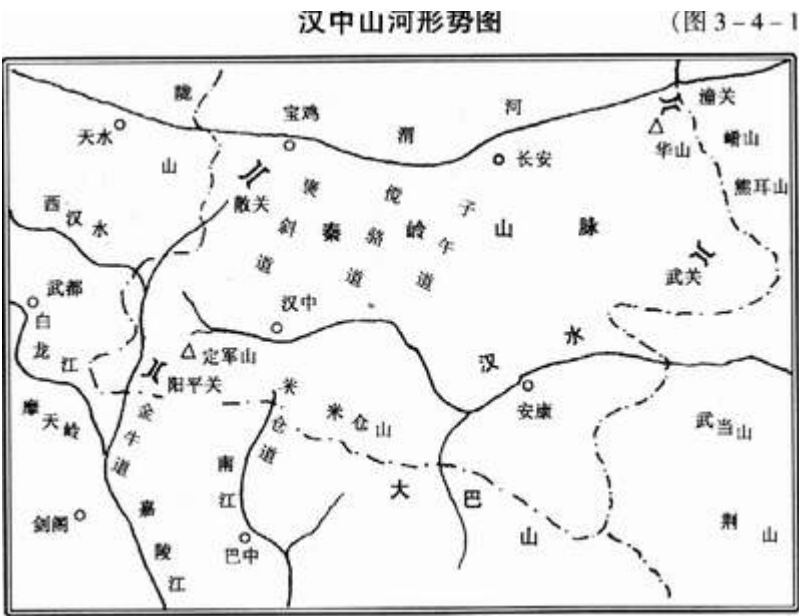 汉中山河形势图
(图3-4-1
陇山
宝鸡
渭河
潼关
天水
长安
华山
崤山
熊耳山
散关
褒斜道
傥骆道
子午道
秦岭山脉
西汉水
武关
武都
白龙江
汉中
汉水
定军山
阳平关
安康
米仓道
米仓山
金牛道
摩天岭
武当山
南江
大巴山
嘉陵江
剑阁
巴中
荆山